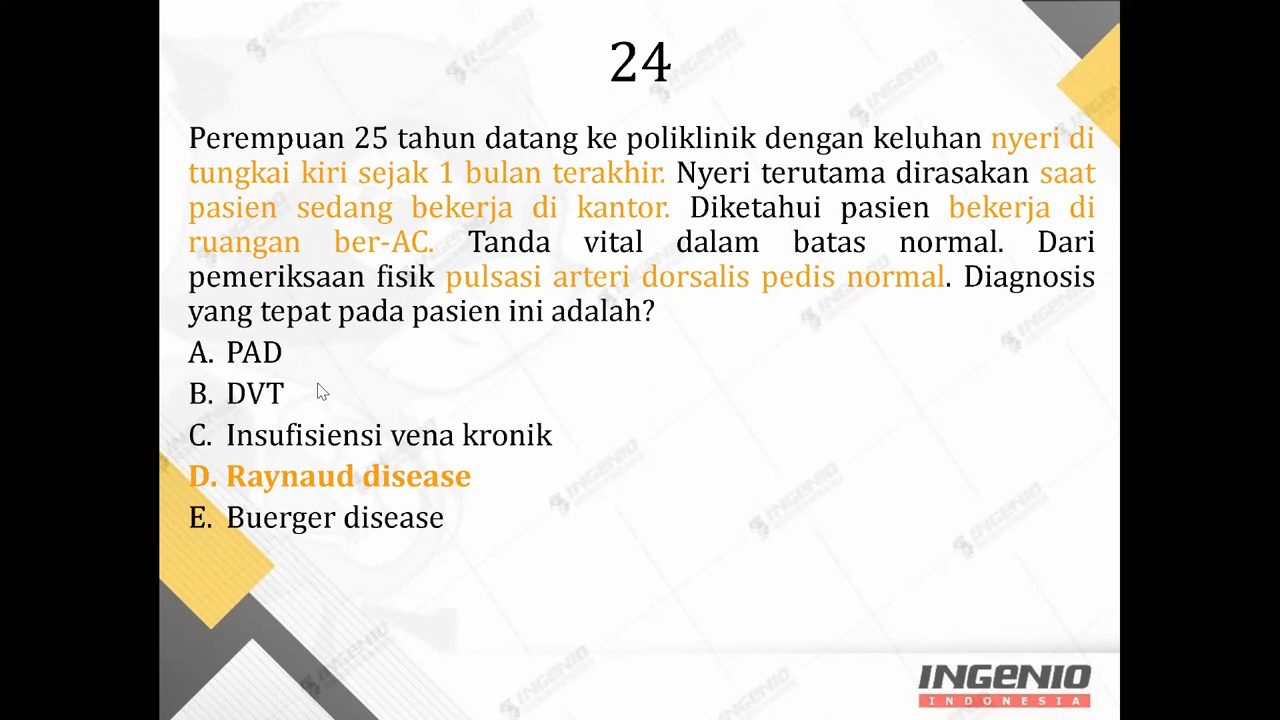 24
Perempuan 25 tahun datang ke poliklinik dengan keluhan nyeri di
tungkai kiri sejak 1 bulan terakhir. Nyeri terutama dirasakan saat
pasien sedang bekerja di kantor. Diketahui pasien bekerja di
ruangan ber-AC. Tanda vital dalam batas normal. Dari
pemeriksaan fisik pulsasi arteri dorsalis pedis normal. Diagnosis
yang tepat pada pasien ini adalah?
A. PAD
B. DVT
C. Insufisiensi vena kronik
D. Raynaud disease
E. Buerger disease
INGENIO
INDONESIA